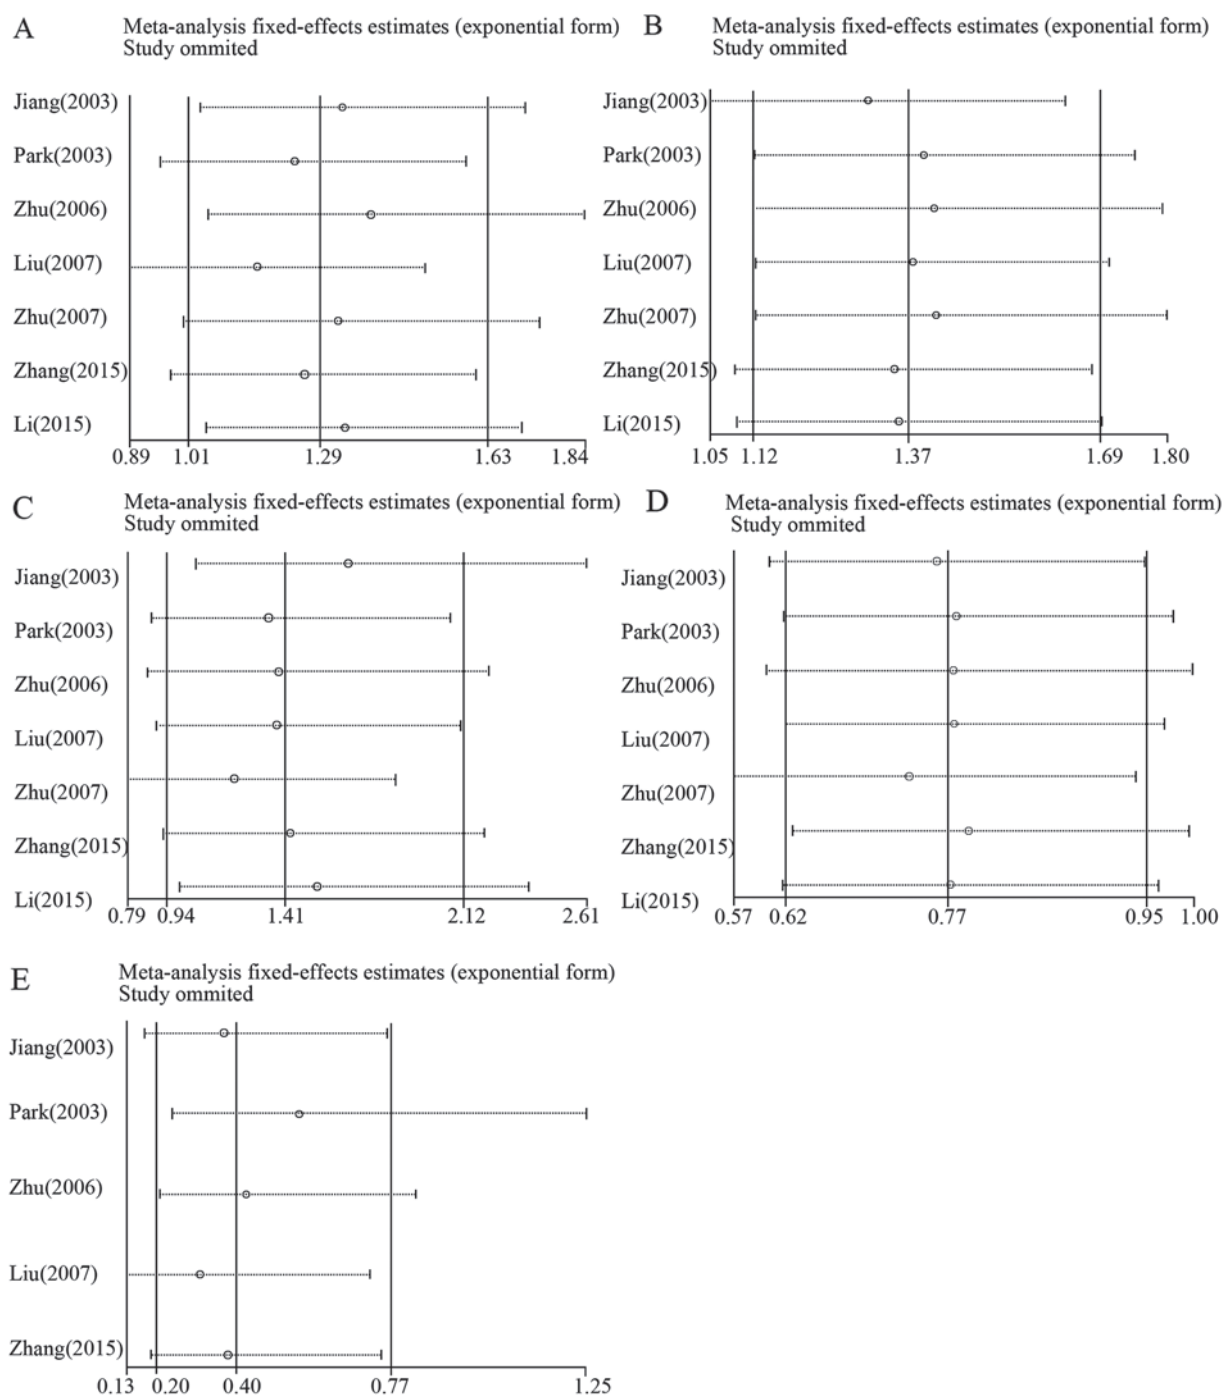 A
Meta-analysis fixed-effects estimates (exponential form)
Study ommited
Jiang(2003)
Park(2003)
Zhu(2006)
Liu(2007)
Zhu(2007)
Zhang(2015)
Li(2015)
0.89 1.01 1.29 1.63 1.84
B
Meta-analysis fixed-effects estimates (exponential form)
Study ommited
Jiang(2003)
Park(2003)
Zhu(2006)
Liu(2007)
Zhu(2007)
Zhang(2015)
Li(2015)
1.05 1.12 1.37 1.69 1.80
C
Meta-analysis fixed-effects estimates (exponential form)
Study ommited
Jiang(2003)
Park(2003)
Zhu(2006)
Liu(2007)
Zhu(2007)
Zhang(2015)
Li(2015)
0.79 0.94 1.41 2.12 2.61
D
Meta-analysis fixed-effects estimates (exponential form)
Study ommited
Jiang(2003)
Park(2003)
Zhu(2006)
Liu(2007)
Zhu(2007)
Zhang(2015)
Li(2015)
0.57 0.62 0.77 0.95 1.00
E
Meta-analysis fixed-effects estimates (exponential form)
Study ommited
Jiang(2003)
Park(2003)
Zhu(2006)
Liu(2007)
Zhang(2015)
0.13 0.20 0.40 0.77 1.25